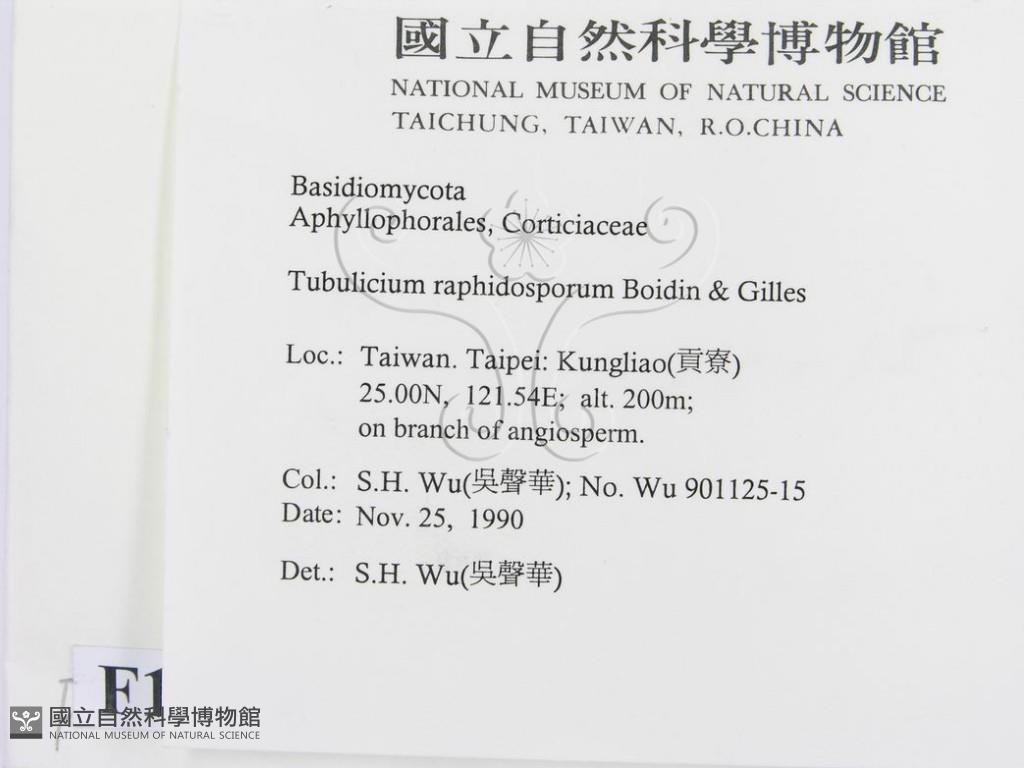 國立自然科學博物館
NATIONAL MUSEUM OF NATURAL SCIENCE
TAICHUNG, TAIWAN, R.O.CHINA
Basidiomycota
Aphyllophorales, Corticiaceae
Tubulicium raphidosporum Boidin & Gilles
Loc.: Taiwan. Taipei: Kungliao(貢寮)
25.00N, 121.54E; alt. 200m;
on branch of angiosperm.
Col.: S.H. Wu(吳聲華); No. Wu 901125-15
Date: Nov. 25, 1990
Det.: S.H. Wu(吳聲華)
F1
國立自然科學博物館
NATIONAL MUSEUM OF NATURAL SCIENCE